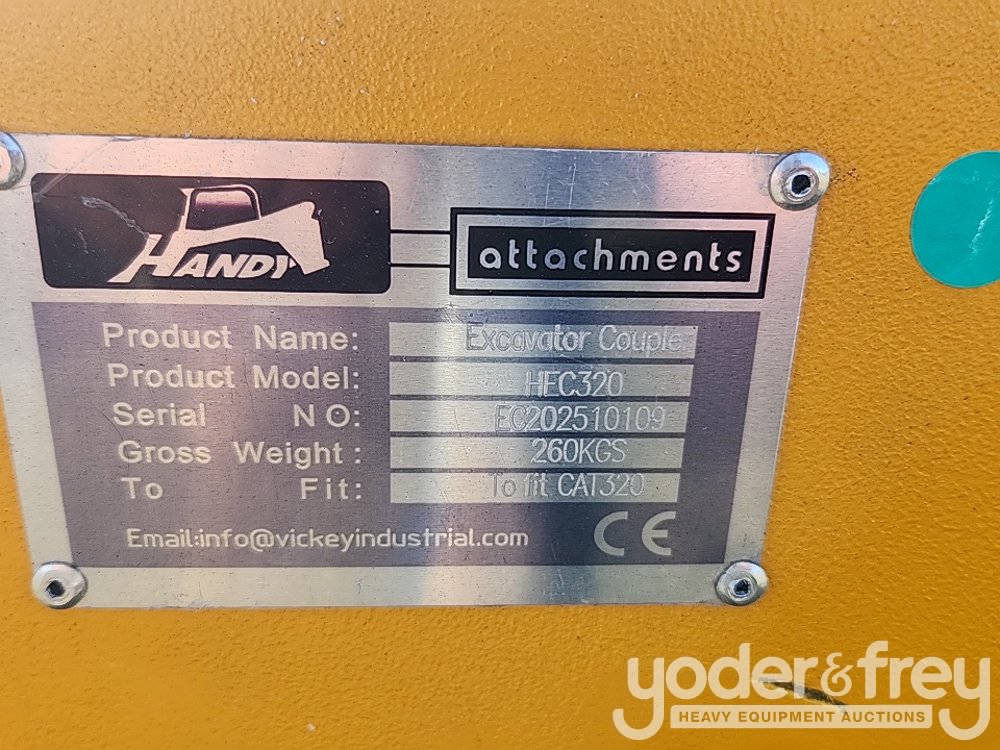 HANDY
attachments
Product Name: Excavator Couple
Product Model: HEC320
Serial NO: EC202510109
Gross Weight: 260KGS
To Fit: To fit CAT320
Email:info@vickeyindustrial.com CE
yoder&frey
HEAVY EQUIPMENT AUCTIONS